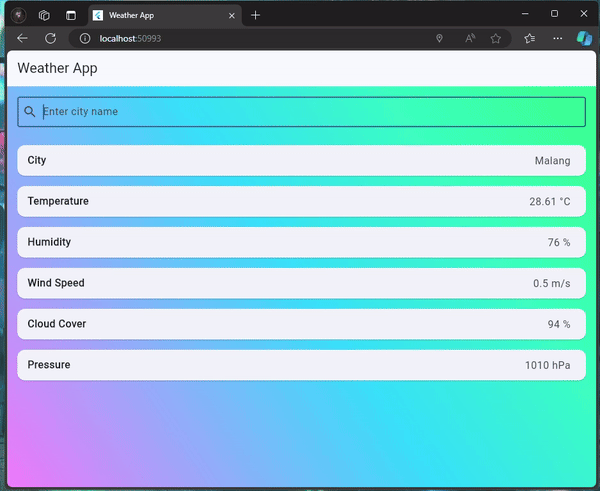 Weather App
localhost:50993
Weather App
Enter city name
City Malang
Temperature 28.61 °C
Humidity 76 %
Wind Speed 0.5 m/s
Cloud Cover 94 %
Pressure 1010 hPa